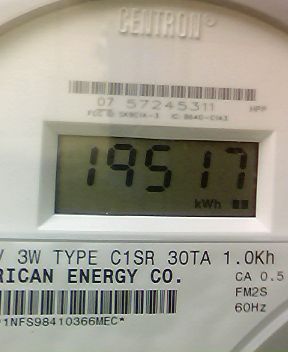 CENTRON®
07 57245311 HPP
19517
kWh
3W TYPE C1SR 30TA 1.0Kh
RICAN ENERGY CO. CA 0.5
FM2S
60Hz
1NFS98410366MEC*